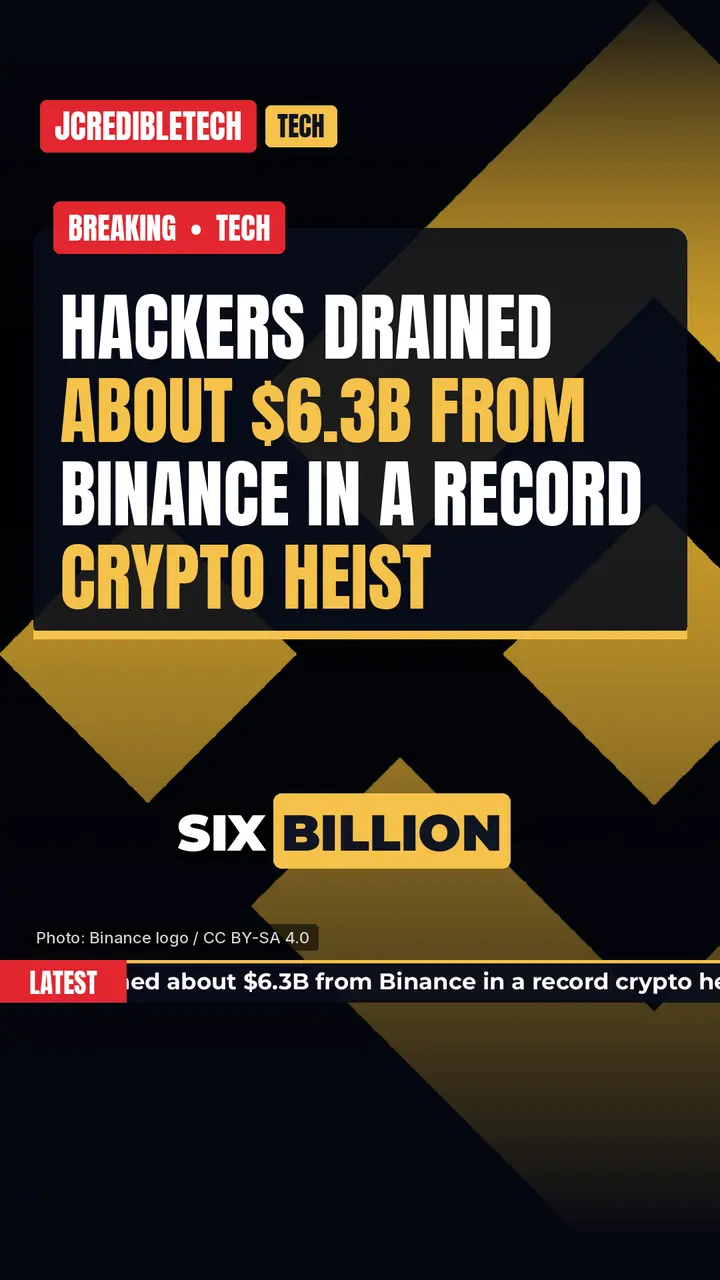 JCREDIBLETECH TECH
BREAKING • TECH
HACKERS DRAINED
ABOUT $6.3B FROM
BINANCE IN A RECORD
CRYPTO HEIST
SIX BILLION
Photo: Binance logo / CC BY-SA 4.0
LATEST about $6.3B from Binance in a record crypto